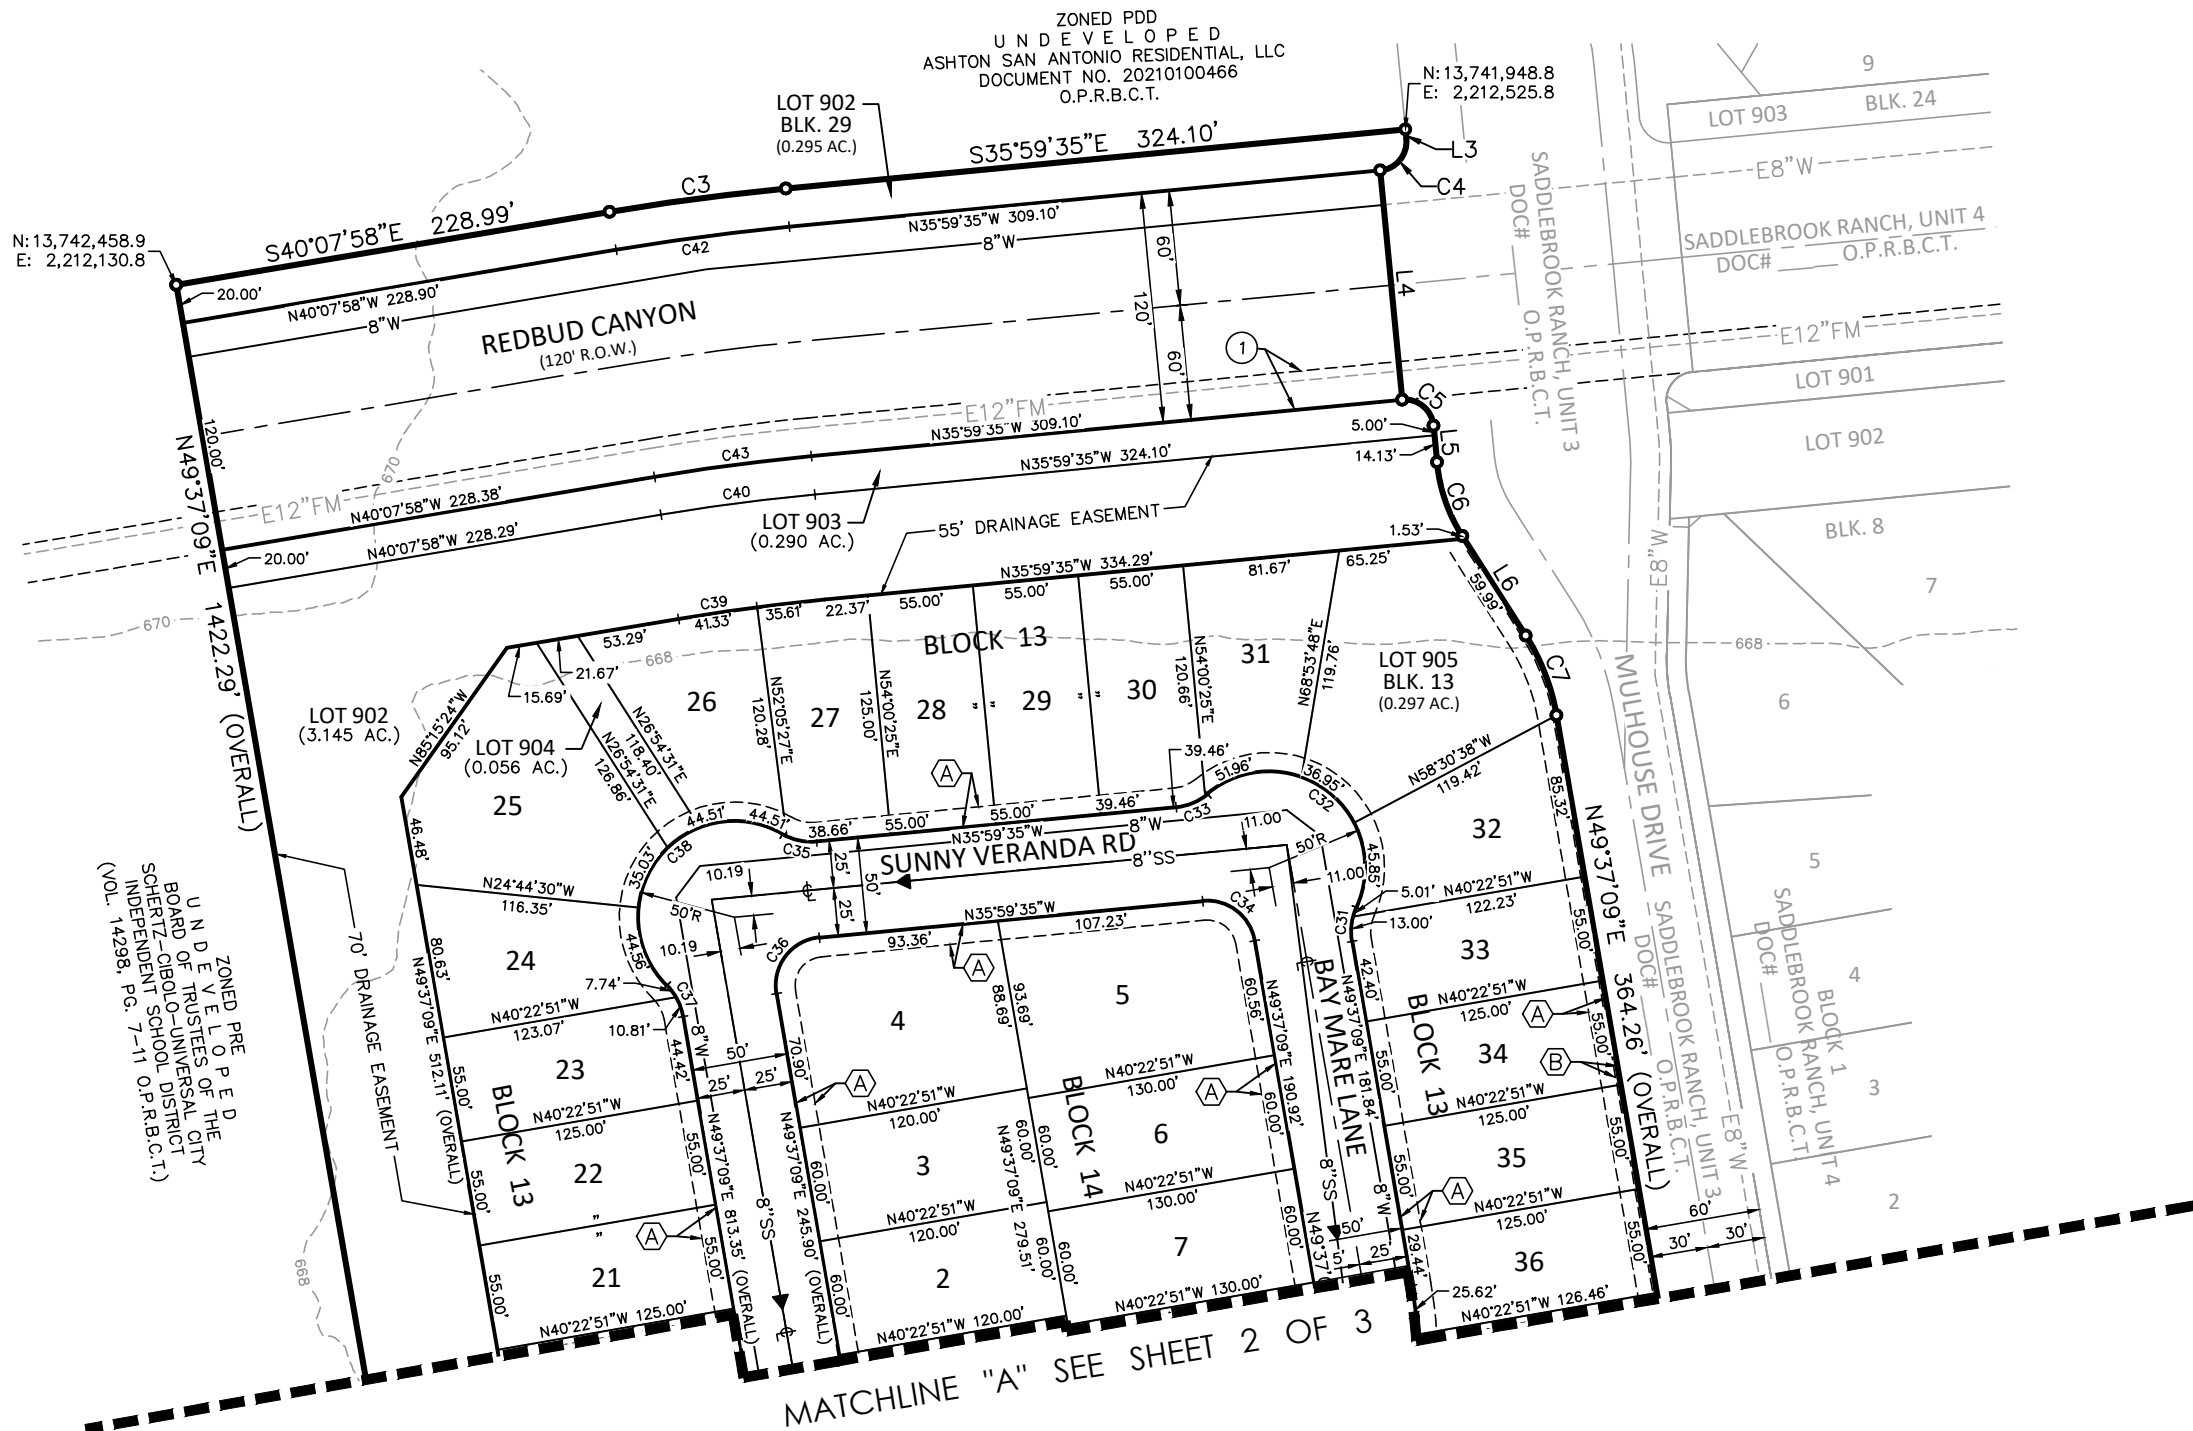 ZONED PDD
UNDEVELOPED
ASHTON SAN ANTONIO RESIDENTIAL, LLC
DOCUMENT NO. 20210100466
O.P.R.B.C.T.
N:13,741,948.8
E: 2,212,525.8
LOT 902
BLK. 29
(0.295 AC.)
S35°59'35"E 324.10'
L3
C4
C3
S40°07'58"E 228.99'
N:13,742,458.9
E: 2,212,130.8
20.00'
N40°07'58"W 228.90'
8"W
C42
N35°59'35"W 309.10'
8"W
REDBUD CANYON
(120' R.O.W.)
60'
120'
60'
1
L4
C5
E12"FM
E12"FM
670
120.00'
N49°37'09"E 1422.29' (OVERALL)
N40°07'58"W 228.38'
C43
N35°59'35"W 309.10'
5.00'
L5
14.13'
C6
20.00'
N40°07'58"W 228.29'
C40
N35°59'35"W 324.10'
LOT 903
(0.290 AC.)
55' DRAINAGE EASEMENT
1.53'
L6
59.99'
C7
670
668
N35°59'35"W 334.29'
53.29'
C39
41.33'
35.61'
22.37'
55.00'
55.00'
55.00'
81.67'
65.25'
BLOCK 13
21.67'
15.69'
LOT 902
(3.145 AC.)
N85°15'24"W
95.12'
LOT 904
(0.056 AC.)
N26°54'31"E
118.40'
N26°54'31"E
126.86'
25
26
N52°05'27"E
120.28'
27
N54°00'25"E
125.00'
28
" "
29
" "
30
N54°00'25"E
120.66'
31
N68°53'48"E
119.76'
LOT 905
BLK. 13
(0.297 AC.)
39.46'
A
51.96'
36.95'
C32
N58°30'38"W
119.42'
44.51'
44.51'
38.66'
55.00'
55.00'
39.46'
C33
C35
C38
35.03'
N35°59'35"W
8"W
SUNNY VERANDA RD
8"SS
11.00
50'R
11.00
25'
50'
25'
10.19
50'R
10.19
46.48'
N24°44'30"W
116.35'
44.56'
24
80.63'
N49°37'09"E 512.11' (OVERALL)
7.74'
C37
N40°22'51"W
123.07'
10.81'
23
8"W
44.42'
55.00'
BLOCK 13
N40°22'51"W
125.00'
22
55.00'
"
"
21
55.00'
N40°22'51"W 125.00'
N49°37'09"E 813.35' (OVERALL)
55.00'
55.00'
A
50'
25'
25'
8"SS
C36
93.36'
N35°59'35"W
107.23'
C34
A
4
5
93.69'
88.69'
70.90'
A
N40°22'51"W
120.00'
N40°22'51"W
130.00'
3
6
BLOCK 14
60.00'
60.00'
N49°37'09"E 279.51'
N49°37'09"E 245.90' (OVERALL)
60.00'
N40°22'51"W
120.00'
N40°22'51"W
130.00'
2
7
60.00'
60.00'
60.00'
N40°22'51"W 120.00'
N40°22'51"W 130.00'
60.56'
N49°37'09"E 190.92'
A
60.00'
60.00'
N49°37'0
BAY MARE LANE
8"SS
8"W
50'
5'
25'
45.85'
5.01'
C31
13.00'
42.40'
N49°37'09"E 181.84'
55.00'
55.00'
29.44'
25.62'
32
N40°22'51"W
122.23'
33
N40°22'51"W
125.00'
34
N40°22'51"W
125.00'
35
N40°22'51"W
125.00'
36
N40°22'51"W 126.46'
BLOCK 13
A
B
A
85.32'
55.00'
55.00'
55.00'
55.00'
N49°37'09"E 364.26' (OVERALL)
60'
30'
30'
MULHOUSE DRIVE
SADDLEBROOK RANCH, UNIT 3
DOC# O.P.R.B.C.T.
SADDLEBROOK RANCH, UNIT 3
DOC# O.P.R.B.C.T.
E8"W
E8"W
E8"W
SADDLEBROOK RANCH, UNIT 4
DOC# _____ O.P.R.B.C.T.
E12"FM
9
LOT 903
BLK. 24
LOT 901
LOT 902
BLK. 8
7
668
6
5
4
3
2
BLOCK 1
SADDLEBROOK RANCH, UNIT 4
DOC# _____ O.P.R.B.C.T.
70' DRAINAGE EASEMENT
ZONED PRE
UNDEVELOPED
BOARD OF TRUSTEES OF THE
SCHERTZ-CIBOLO-UNIVERSAL CITY
INDEPENDENT SCHOOL DISTRICT
(VOL. 14298, PG. 7-11 O.P.R.B.C.T.)
668
MATCHLINE "A" SEE SHEET 2 OF 3